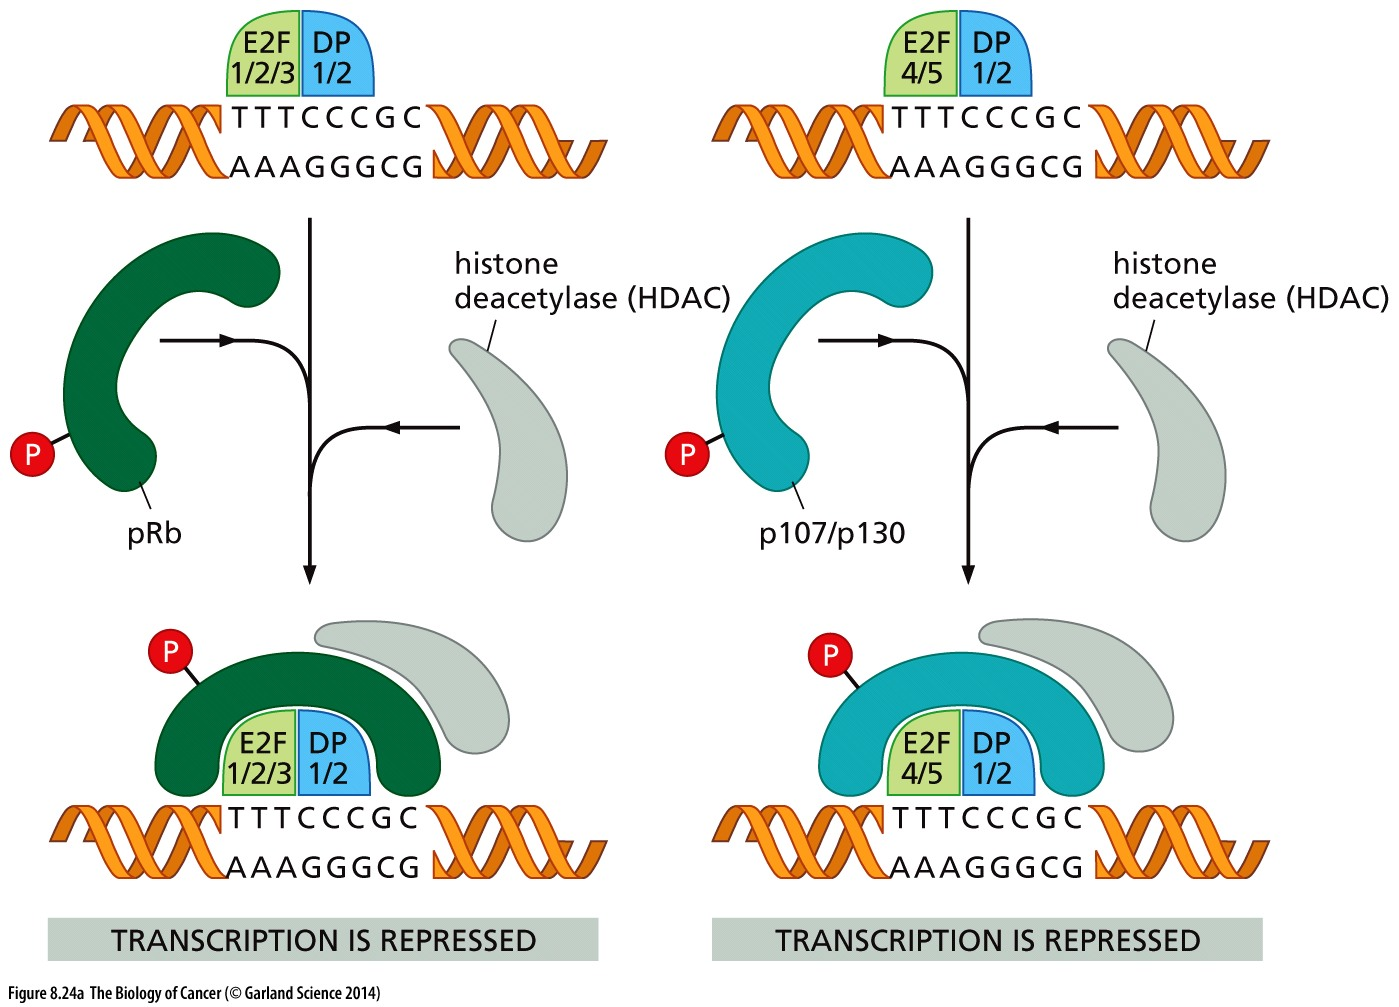 E2F
1/2/3
DP
1/2
TTTCCCGC
AAAGGGCG
histone
deacetylase (HDAC)
P
pRb
P
E2F
1/2/3
DP
1/2
TTTCCCGC
AAAGGGCG
TRANSCRIPTION IS REPRESSED
E2F
4/5
DP
1/2
TTTCCCGC
AAAGGGCG
histone
deacetylase (HDAC)
P
p107/p130
P
E2F
4/5
DP
1/2
TTTCCCGC
AAAGGGCG
TRANSCRIPTION IS REPRESSED
Figure 8.24a The Biology of Cancer (© Garland Science 2014)